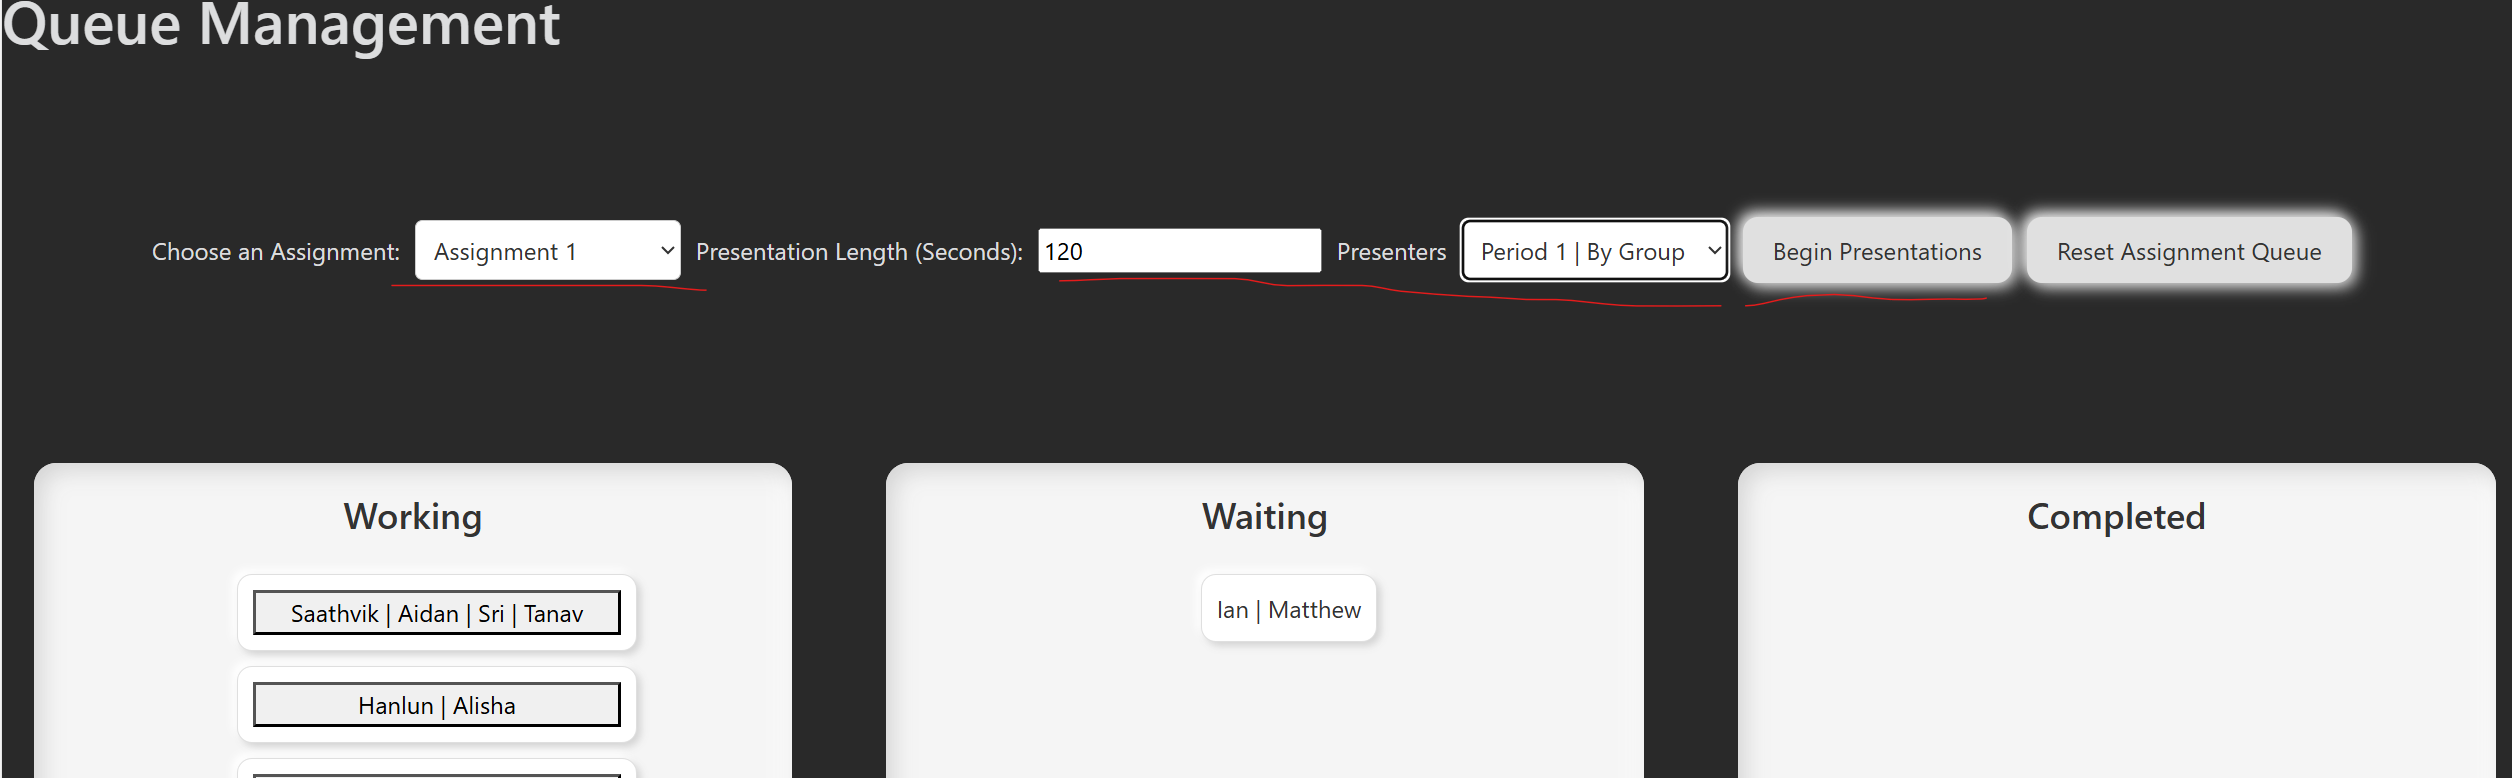 Queue Management
Choose an Assignment: Assignment 1 Presentation Length (Seconds): 120 Presenters Period 1 | By Group Begin Presentations Reset Assignment Queue
Working
Saathvik | Aidan | Sri | Tanav
Hanlun | Alisha
Waiting
Ian | Matthew
Completed